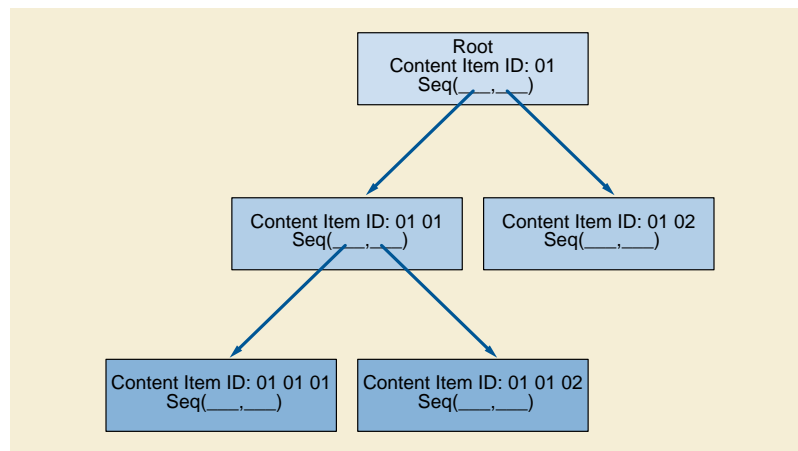 Root
Content Item ID: 01
Seq(___,___)
Content Item ID: 01 01
Seq(___,___)
Content Item ID: 01 02
Seq(___,___)
Content Item ID: 01 01 01
Seq(___,___)
Content Item ID: 01 01 02
Seq(___,___)